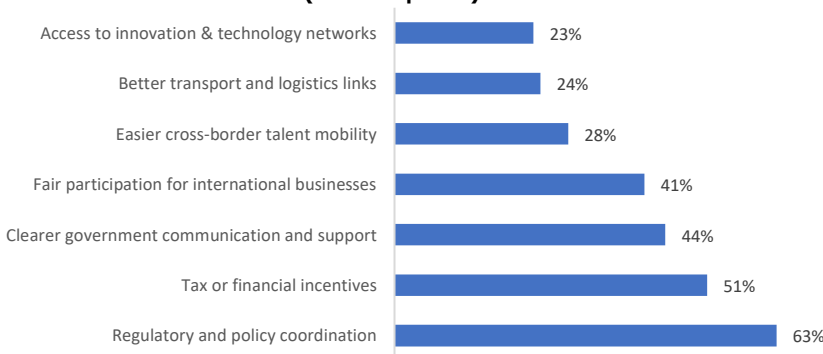 Access to innovation & technology networks 23%
Better transport and logistics links 24%
Easier cross-border talent mobility 28%
Fair participation for international businesses 41%
Clearer government communication and support 44%
Tax or financial incentives 51%
Regulatory and policy coordination 63%